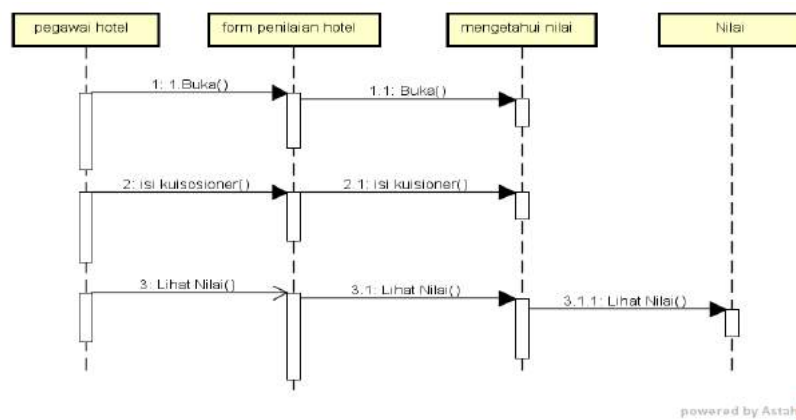 pegawai hotel
form penilaian hotel
mengetahui nilai
Nilai
1: 1.Buka()
1.1: Buka()
2: isi kuisosioner()
2.1: isi kuisioner()
3: Lihat Nilai()
3.1: Lihat Nilai()
3.1.1: Lihat Nilai()
powered by Astah